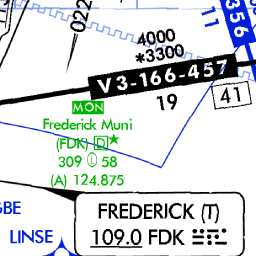 022
11
356
4000
*3300
V3-166-457
19
41
MON
Frederick Muni
(FDK) D★
309 L 58
(A) 124.875
GBE
LINSE
FREDERICK (T)
109.0 FDK